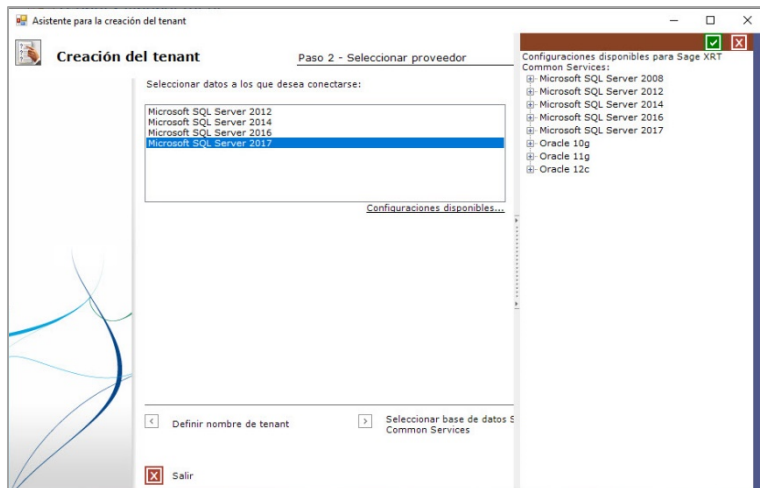 Asistente para la creación del tenant
Creación del tenant
Paso 2 - Seleccionar proveedor
Seleccionar datos a los que desea conectarse:
Microsoft SQL Server 2012
Microsoft SQL Server 2014
Microsoft SQL Server 2016
Microsoft SQL Server 2017
Configuraciones disponibles...
Definir nombre de tenant
Seleccionar base de datos S
Common Services
Salir
Configuraciones disponibles para Sage XRT
Common Services:
Microsoft SQL Server 2008
Microsoft SQL Server 2012
Microsoft SQL Server 2014
Microsoft SQL Server 2016
Microsoft SQL Server 2017
Oracle 10g
Oracle 11g
Oracle 12c